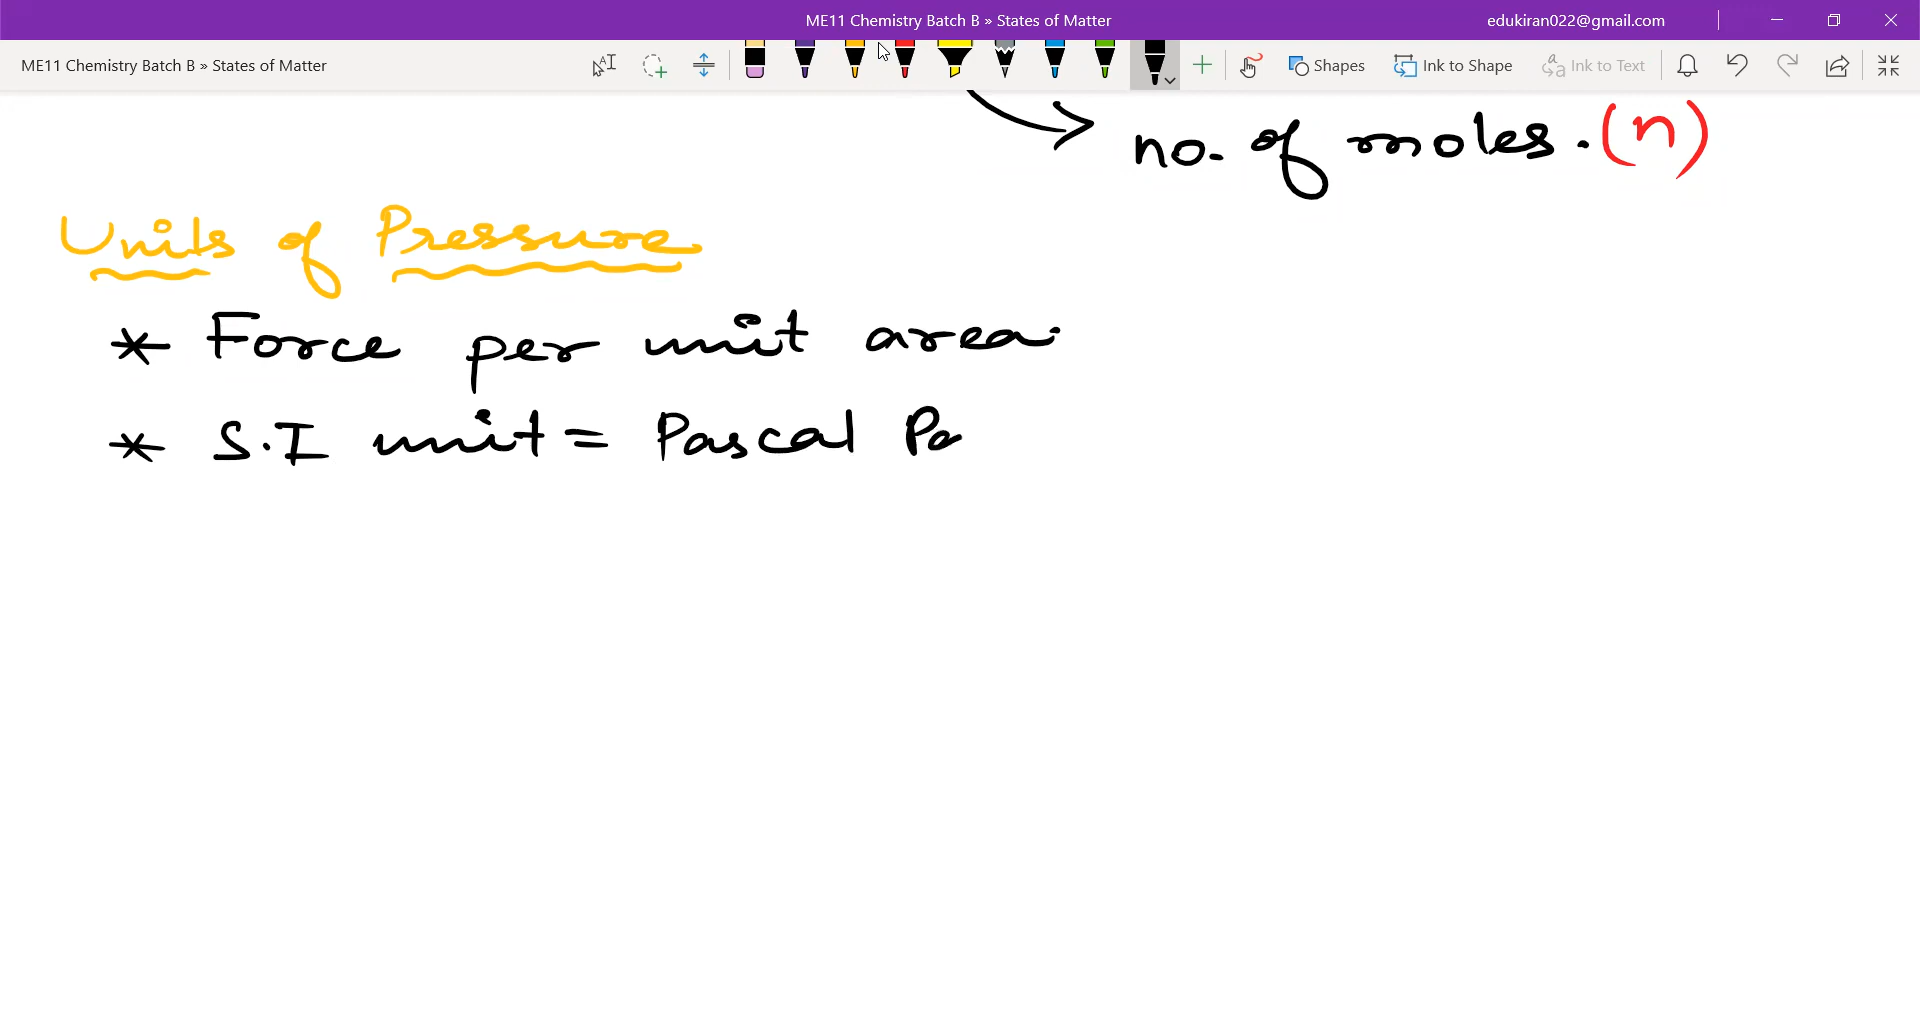 ME11 Chemistry Batch B » States of Matter
edukiran022@gmail.com
ME11 Chemistry Batch B » States of Matter
Shapes
Ink to Shape
Ink to Text
no. of moles. (n)
Units of Pressure
* Force per unit area.
* S.I unit = Pascal Pa